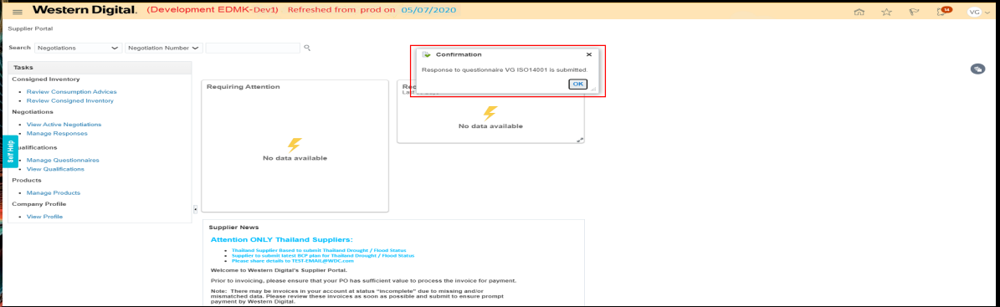 Western Digital. (Development EDMK-Dev1) Refreshed from prod on 05/07/2020
VG
Supplier Portal
Search Negotiations Negotiation Number
Tasks
Consigned Inventory
Review Consumption Advices
Review Consigned Inventory
Negotiations
View Active Negotiations
Manage Responses
Qualifications
Manage Questionnaires
View Qualifications
Products
Manage Products
Company Profile
View Profile
Self Help
Requiring Attention
No data available
Rec
Last
No data available
Confirmation
Response to questionnaire VG ISO14001 is submitted.
OK
Supplier News
Attention ONLY Thailand Suppliers:
Thailand Supplier Based to submit Thailand Drought / Flood Status
Supplier to submit latest BCP plan for Thailand Drought / Flood Status
Please share details to TEST-EMAIL@WDC.com
Welcome to Western Digital's Supplier Portal.
Prior to invoicing, please ensure that your PO has sufficient value to process the invoice for payment.
Note: There may be invoices in your account at status "incomplete" due to missing and/or
mismatched data. Please review these invoices as soon as possible and submit to ensure prompt
payment by Western Digital.